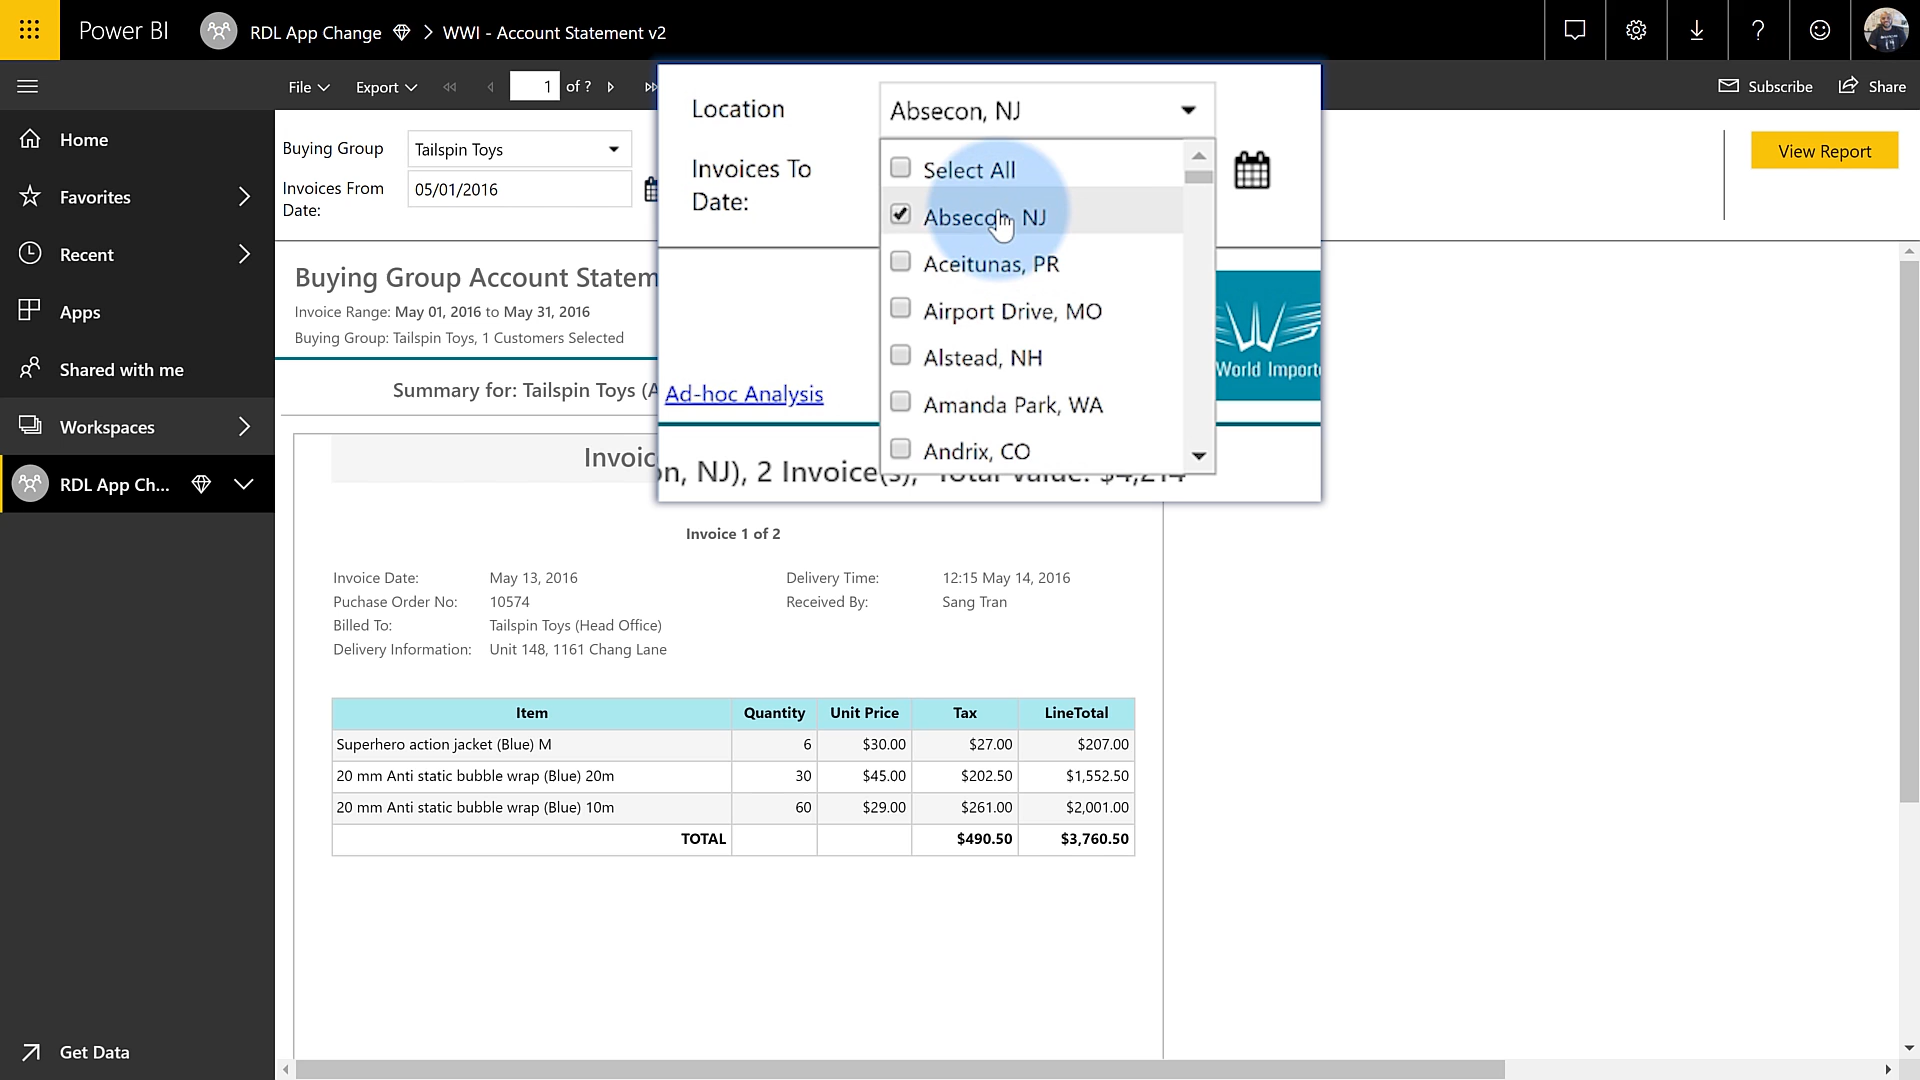 Power BI
RDL App Change > WWI - Account Statement v2
File
Export
1
of ?
Subscribe
Share
Home
Favorites
Recent
Apps
Shared with me
Workspaces
RDL App Ch...
Get Data
Buying Group
Tailspin Toys
Invoices From
Date:
05/01/2016
Location
Absecon, NJ
Invoices To
Date:
Select All
Absecon, NJ
Aceitunas, PR
Airport Drive, MO
Alstead, NH
Amanda Park, WA
Andrix, CO
View Report
Buying Group Account Statem
Invoice Range: May 01, 2016 to May 31, 2016
Buying Group: Tailspin Toys, 1 Customers Selected
Ad-hoc Analysis
World Importe
Summary for: Tailspin Toys (A
n, NJ), 2 Invoice(s), Total value: $4,214
Invoic
Invoice 1 of 2
Invoice Date: May 13, 2016 Delivery Time: 12:15 May 14, 2016
Puchase Order No: 10574 Received By: Sang Tran
Billed To: Tailspin Toys (Head Office)
Delivery Information: Unit 148, 1161 Chang Lane
Item Quantity Unit Price Tax LineTotal
Superhero action jacket (Blue) M 6 $30.00 $27.00 $207.00
20 mm Anti static bubble wrap (Blue) 20m 30 $45.00 $202.50 $1,552.50
20 mm Anti static bubble wrap (Blue) 10m 60 $29.00 $261.00 $2,001.00
TOTAL $490.50 $3,760.50